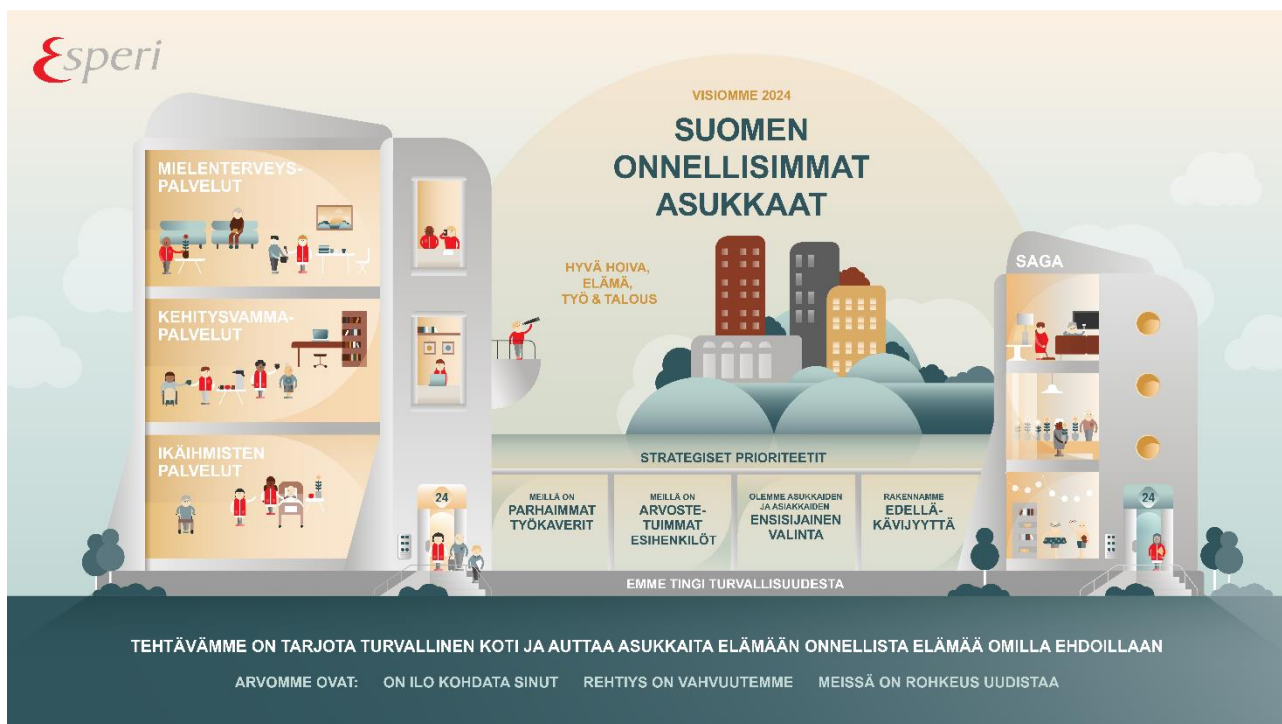 Esperi
VISIOMME 2024
SUOMEN
ONNELLISIMMAT
ASUKKAAT
HYVÄ HOIVA,
ELÄMÄ,
TYÖ & TALOUS
MIELENTERVEYS-
PALVELUT
KEHITYSVAMMA-
PALVELUT
IKÄIHMISTEN
PALVELUT
24
SAGA
24
STRATEGISET PRIORITEETIT
MEILLÄ ON
PARHAIMMAT
TYÖKAVERIT
MEILLÄ ON
ARVOSTE-
TUIMMAT
ESIHENKILÖT
OLEMME ASUKKAIDEN
JA ASIAKKAIDEN
ENSISIJAINEN
VALINTA
RAKENNAMME
EDELLÄ-
KÄVIJYYTTÄ
EMME TINGI TURVALLISUUDESTA
TEHTÄVÄMME ON TARJOTA TURVALLINEN KOTI JA AUTTAA ASUKKAITA ELÄMÄÄN ONNELLISTA ELÄMÄÄ OMILLA EHDOILLAAN
ARVOMME OVAT: ON ILO KOHDATA SINUT REHTIYS ON VAHVUUTEMME MEISSÄ ON ROHKEUS UUDISTAA